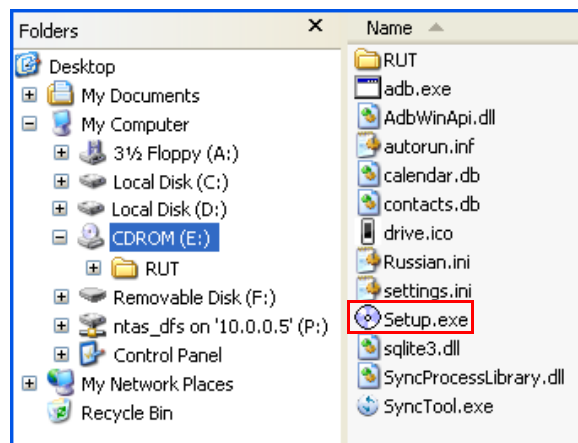 Folders
Desktop
My Documents
My Computer
3½ Floppy (A:)
Local Disk (C:)
Local Disk (D:)
CDROM (E:)
RUT
Removable Disk (F:)
ntas_dfs on '10.0.0.5' (P:)
Control Panel
My Network Places
Recycle Bin
Name
RUT
adb.exe
AdbWinApi.dll
autorun.inf
calendar.db
contacts.db
drive.ico
Russian.ini
settings.ini
Setup.exe
sqlite3.dll
SyncProcessLibrary.dll
SyncTool.exe